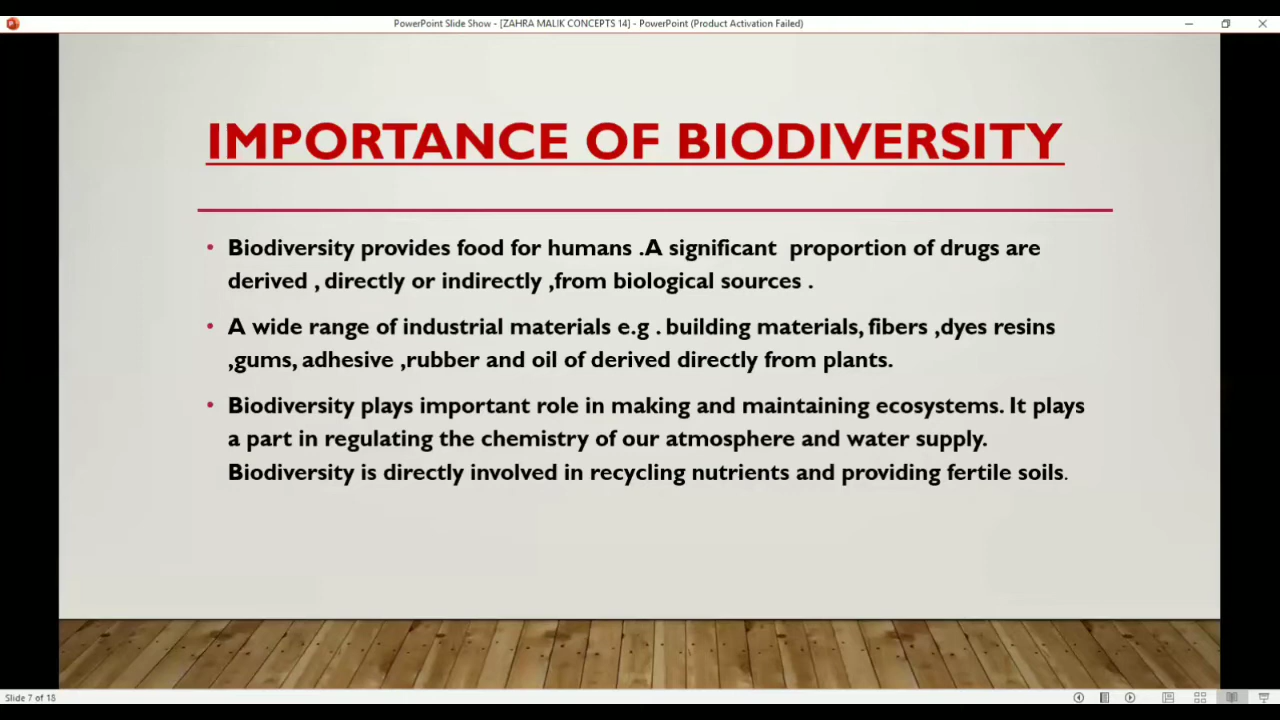 PowerPoint Slide Show - [ZAHRA MALIK CONCEPTS 14] - PowerPoint (Product Activation Failed)
IMPORTANCE OF BIODIVERSITY
• Biodiversity provides food for humans .A significant  proportion of drugs are
derived , directly or indirectly ,from biological sources .
• A wide range of industrial materials e.g . building materials, fibers ,dyes resins
,gums, adhesive ,rubber and oil of derived directly from plants.
• Biodiversity plays important role in making and maintaining ecosystems. It plays
a part in regulating the chemistry of our atmosphere and water supply.
Biodiversity is directly involved in recycling nutrients and providing fertile soils.
Slide 7 of 18